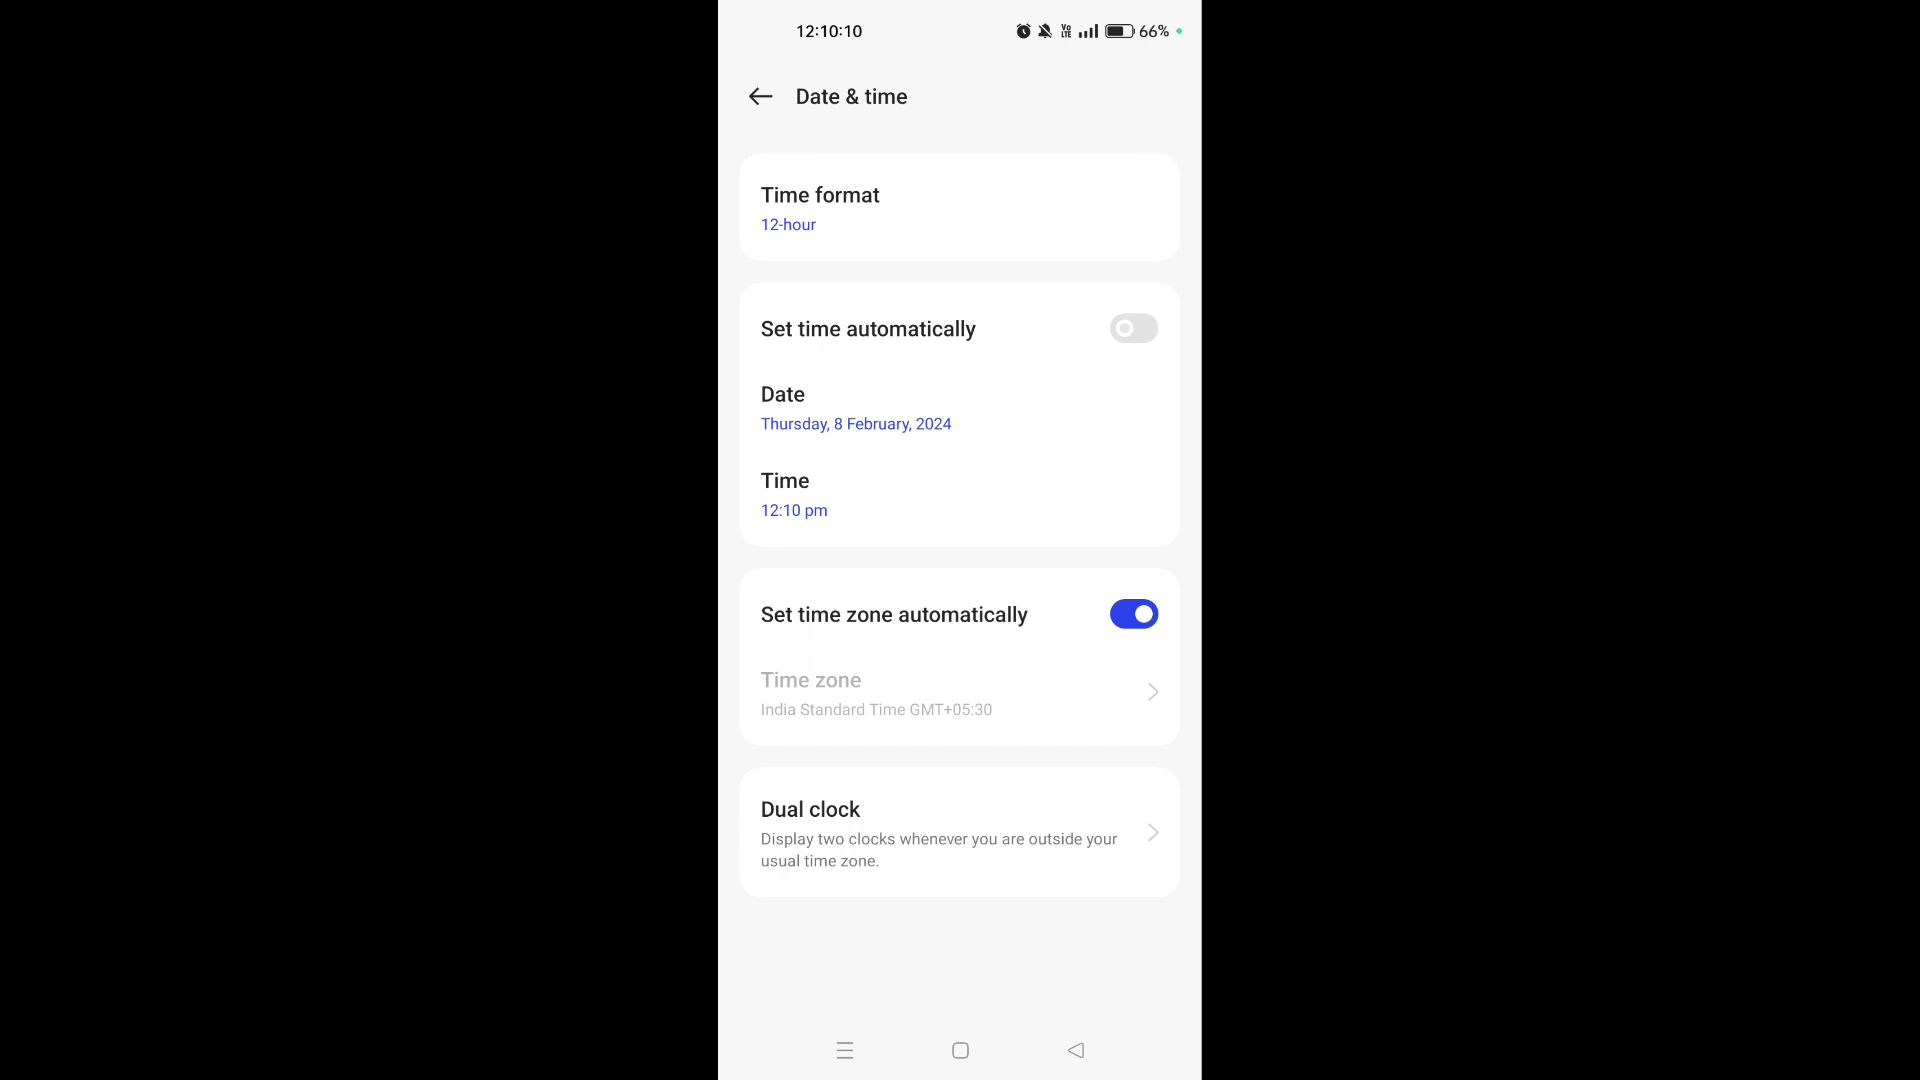 12:10:10
Vo LTE
66%
Date & time
Time format
12-hour
Set time automatically
Date
Thursday, 8 February, 2024
Time
12:10 pm
Set time zone automatically
Time zone
India Standard Time GMT+05:30
Dual clock
Display two clocks whenever you are outside your
usual time zone.